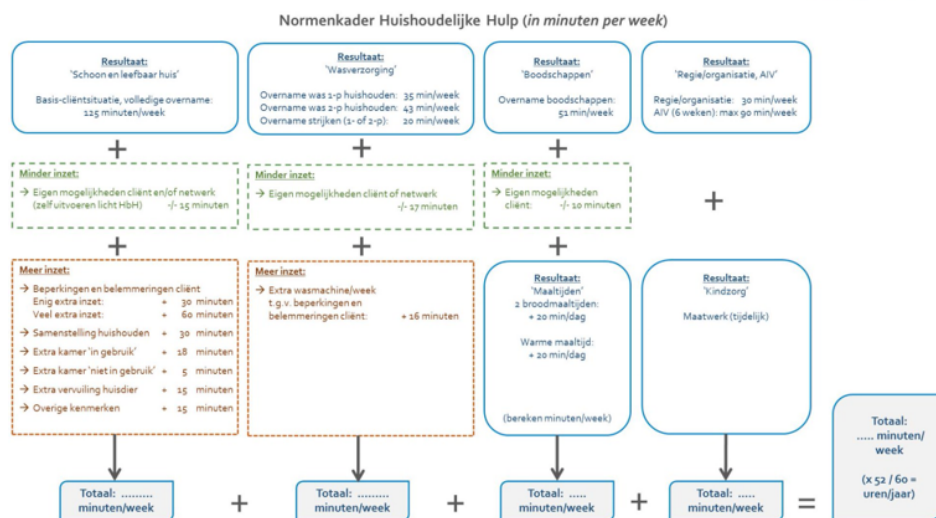 Normenkader Huishoudelijke Hulp (in minuten per week)
Resultaat:
'Schoon en leefbaar huis'
Basis-cliëntsituatie, volledige overname:
125 minuten/week
Resultaat:
'Wasverzorging'
Overname was 1-p huishouden: 35 min/week
Overname was 2-p huishouden: 43 min/week
Overname strijken (1- of 2-p): 20 min/week
Resultaat:
'Boodschappen'
Overname boodschappen:
51 min/week
Resultaat:
'Regie/organisatie, AIV'
Regie/organisatie: 30 min/week
AIV (6 weken): max 90 min/week
+
+
+
+
Minder inzet:
→ Eigen mogelijkheden cliënt en/of netwerk
(zelf uitvoeren licht HbH) -/- 15 minuten
Minder inzet:
→ Eigen mogelijkheden cliënt of netwerk
-/- 17 minuten
Minder inzet:
→ Eigen mogelijkheden
cliënt: -/- 10 minuten
+
+
+
Meer inzet:
→ Beperkingen en belemmeringen cliënt
Enig extra inzet: + 30 minuten
Veel extra inzet: + 60 minuten
→ Samenstelling huishouden + 30 minuten
→ Extra kamer 'in gebruik' + 18 minuten
→ Extra kamer 'niet in gebruik' + 5 minuten
→ Extra vervuiling huisdier + 15 minuten
→ Overige kenmerken + 15 minuten
Meer inzet:
→ Extra wasmachine/week
t.g.v. beperkingen en
belemmeringen cliënt: + 16 minuten
Resultaat:
'Maaltijden'
2 broodmaaltijden:
+ 20 min/dag
Warme maaltijd:
+ 20 min/dag
(bereken minuten/week)
Resultaat:
'Kindzorg'
Maatwerk (tijdelijk)
Totaal: .........
minuten/week
+
Totaal: .........
minuten/week
+
Totaal: .....
minuten/week
+
Totaal: .....
minuten/week
=
Totaal:
..... minuten/
week
(x 52 / 60 =
uren/jaar)